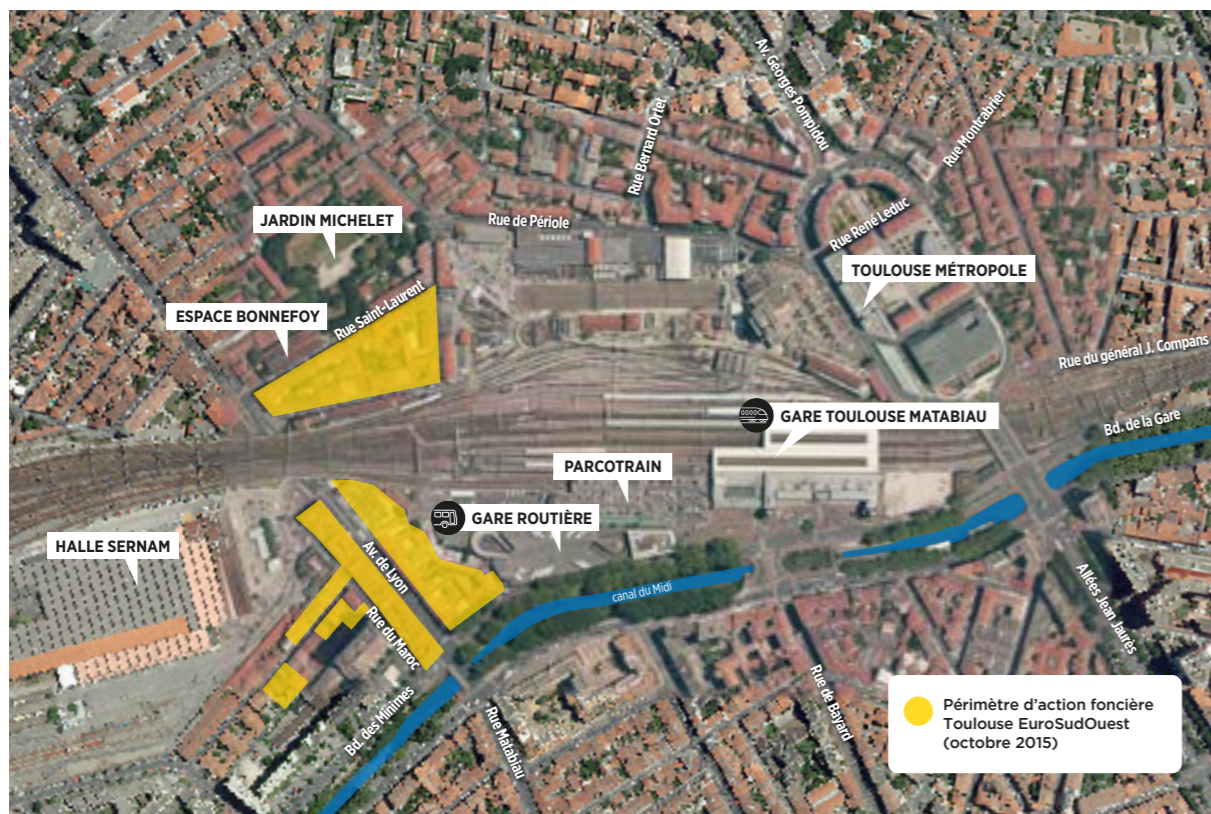 Av. Géorges Pompidou
Rue Bernard Ortet
Rue Montcabrier
JARDIN MICHELET
Rue de Périole
Rue René Leduc
TOULOUSE MÉTROPOLE
ESPACE BONNEFOY
Rue Saint-Laurent
Rue du général J. Compans
GARE TOULOUSE MATABIAU
Bd. de la Gare
PARCOTRAIN
GARE ROUTIÈRE
HALLE SERNAM
Av. de Lyon
canal du Midi
Allées Jean Jaurès
Rue du Maroc
Rue de Bayard
Bd. des Minimes
Rue Matabiau
Périmètre d’action foncière
Toulouse EuroSudOuest
(octobre 2015)